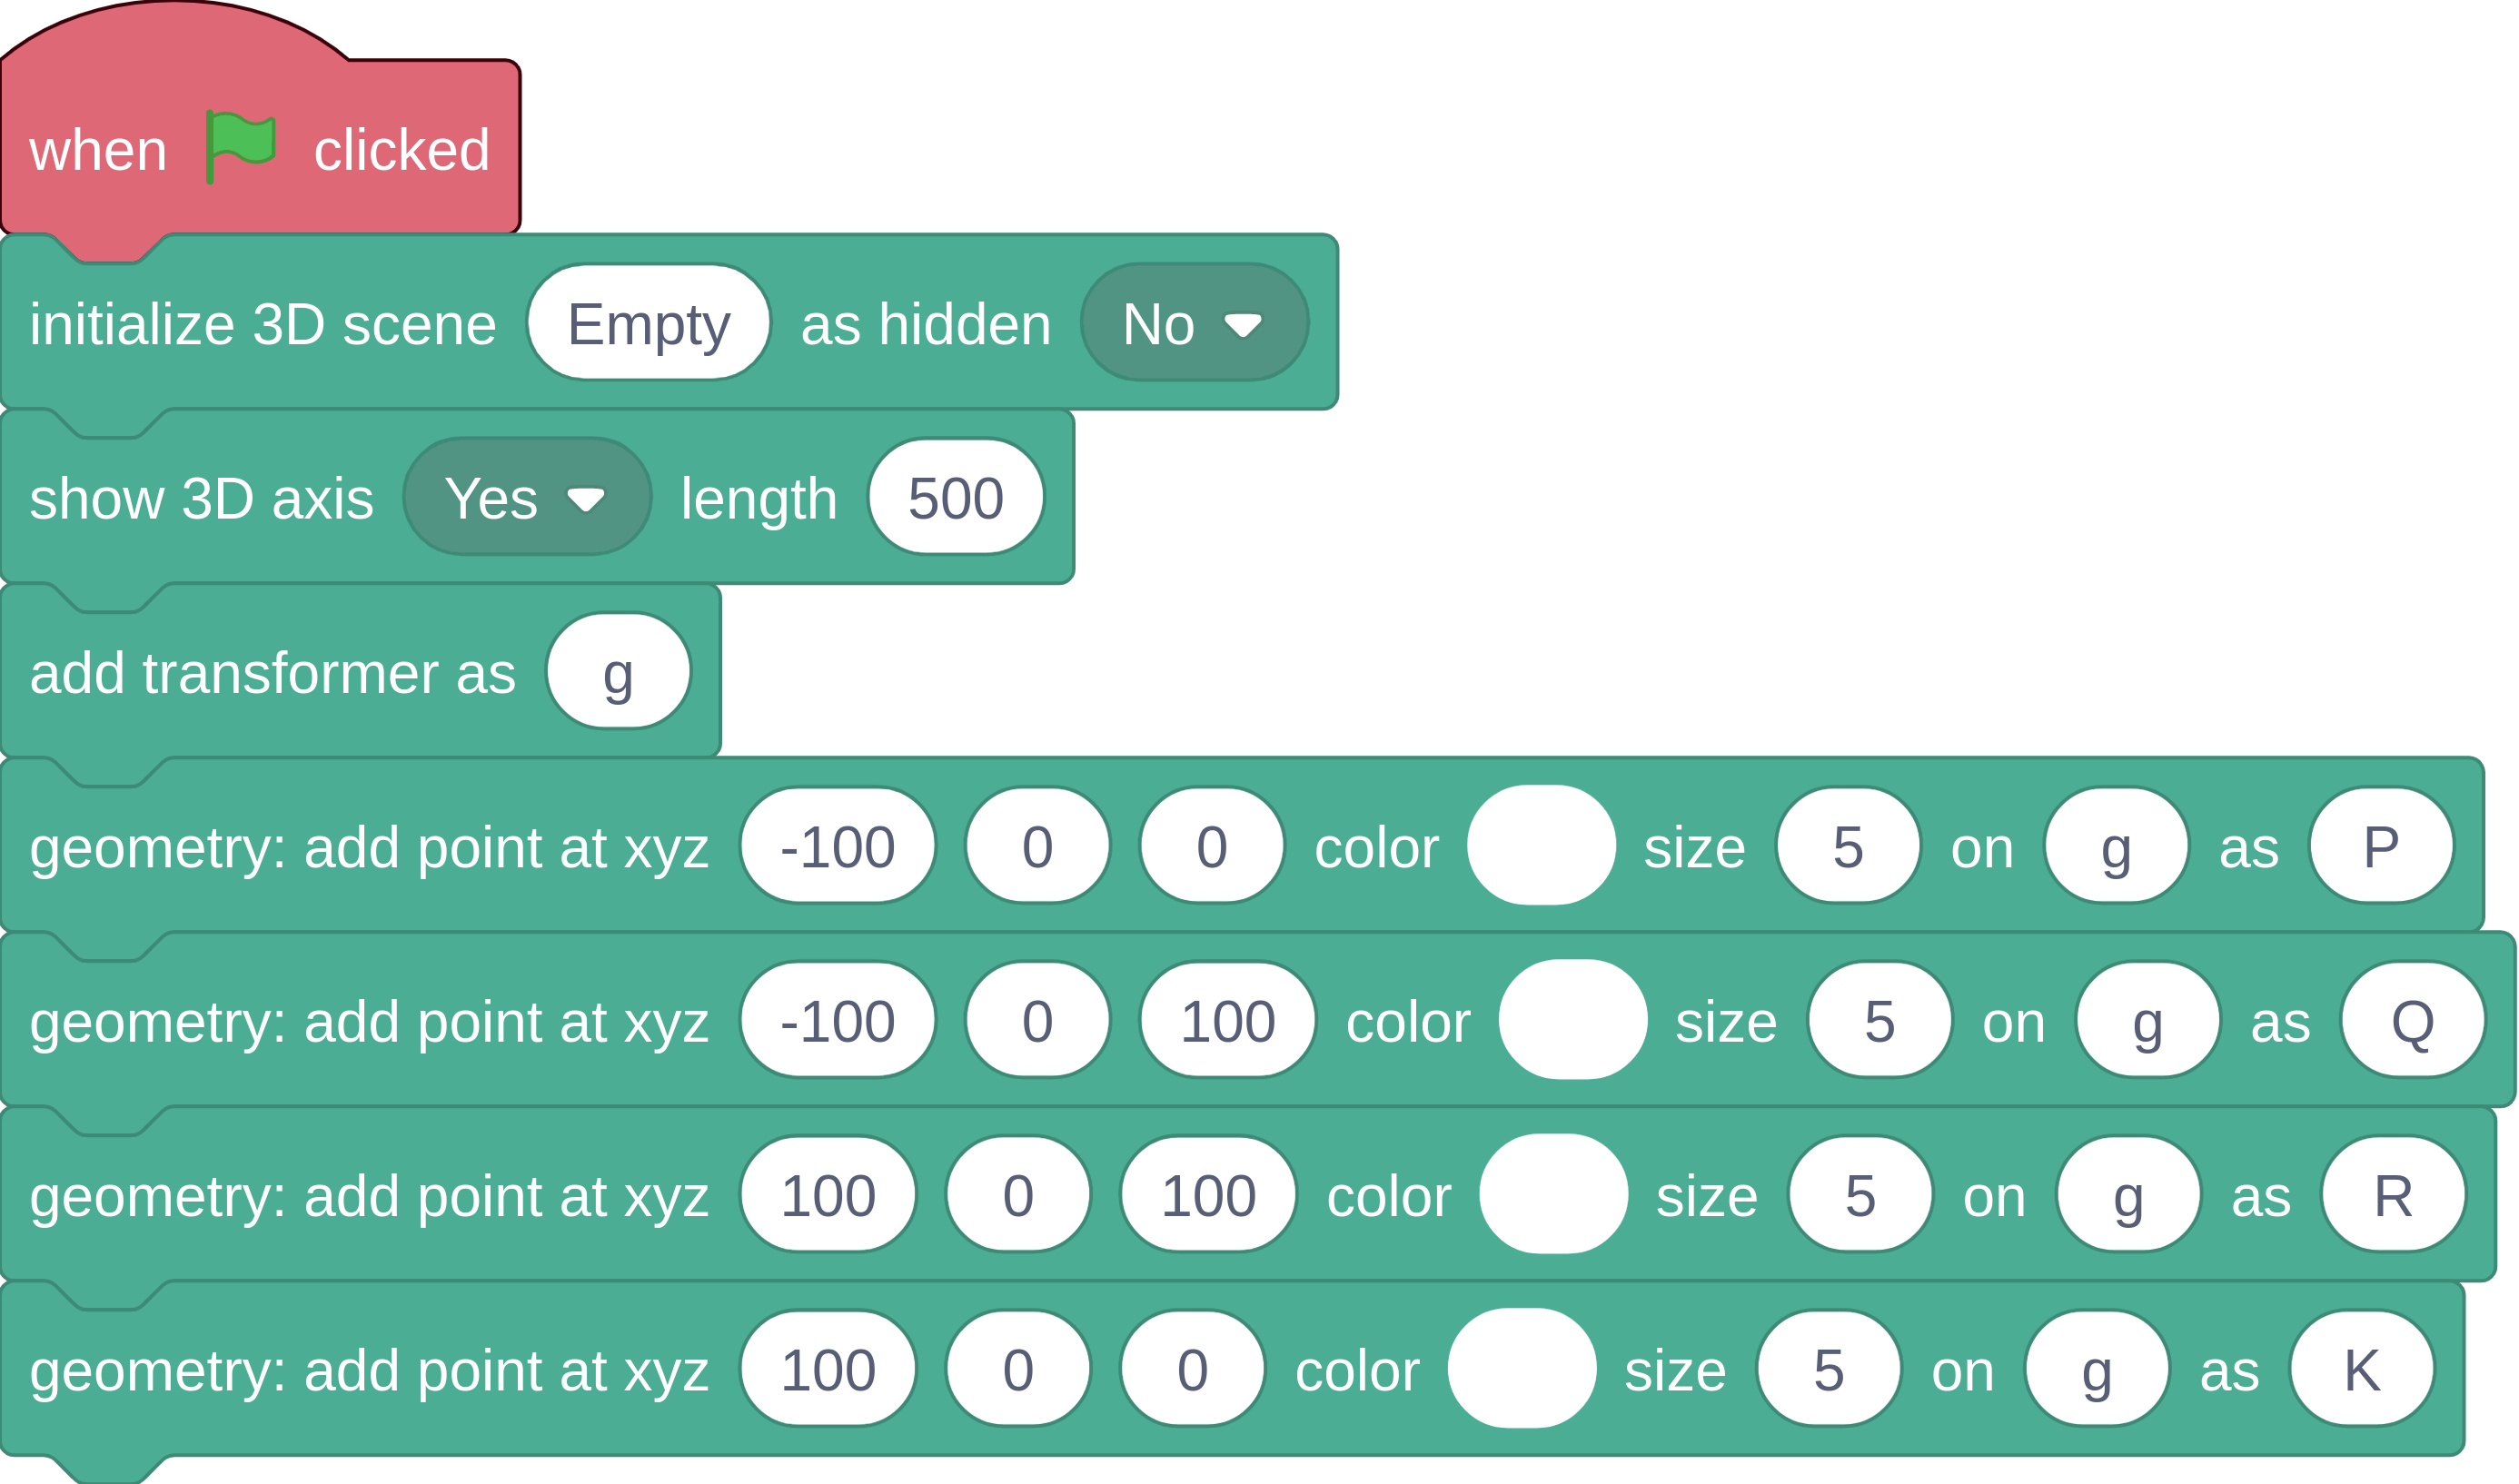 when clicked
initialize 3D scene Empty as hidden No
show 3D axis Yes length 500
add transformer as g
geometry: add point at xyz -100 0 0 color size 5 on g as P
geometry: add point at xyz -100 0 100 color size 5 on g as Q
geometry: add point at xyz 100 0 100 color size 5 on g as R
geometry: add point at xyz 100 0 0 color size 5 on g as K